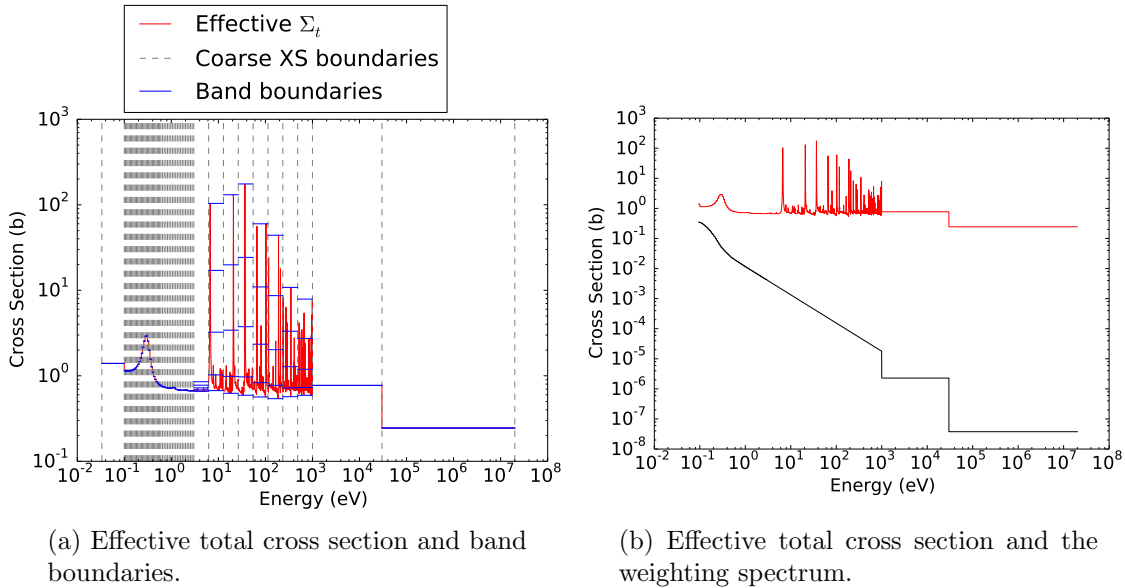 Effective Σt
Coarse XS boundaries
Band boundaries
10^3
10^2
10^1
10^0
10^-1
Cross Section (b)
10^-2 10^-1 10^0 10^1 10^2 10^3 10^4 10^5 10^6 10^7 10^8
Energy (eV)
(a) Effective total cross section and band
boundaries.
10^3
10^2
10^1
10^0
10^-1
10^-2
10^-3
10^-4
10^-5
10^-6
10^-7
10^-8
Cross Section (b)
10^-2 10^-1 10^0 10^1 10^2 10^3 10^4 10^5 10^6 10^7 10^8
Energy (eV)
(b) Effective total cross section and the
weighting spectrum.